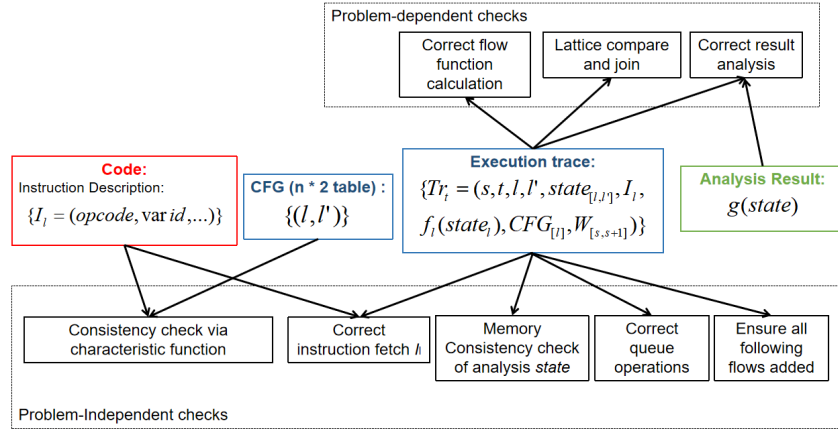 Problem-dependent checks
Correct flow
function
calculation
Lattice compare
and join
Correct result
analysis
Code:
Instruction Description:
{I_l = (opcode, var id,...)}
CFG (n * 2 table) :
{(l,l')}
Execution trace:
{Tr_t = (s,t,l,l',state_[l,l'],I_l,
f_l(state_l),CFG_[l],W_[s,s+1])}
Analysis Result:
g(state)
Consistency check via
characteristic function
Correct
instruction fetch I_l
Memory
Consistency check
of analysis state
Correct
queue
operations
Ensure all
following
flows added
Problem-Independent checks